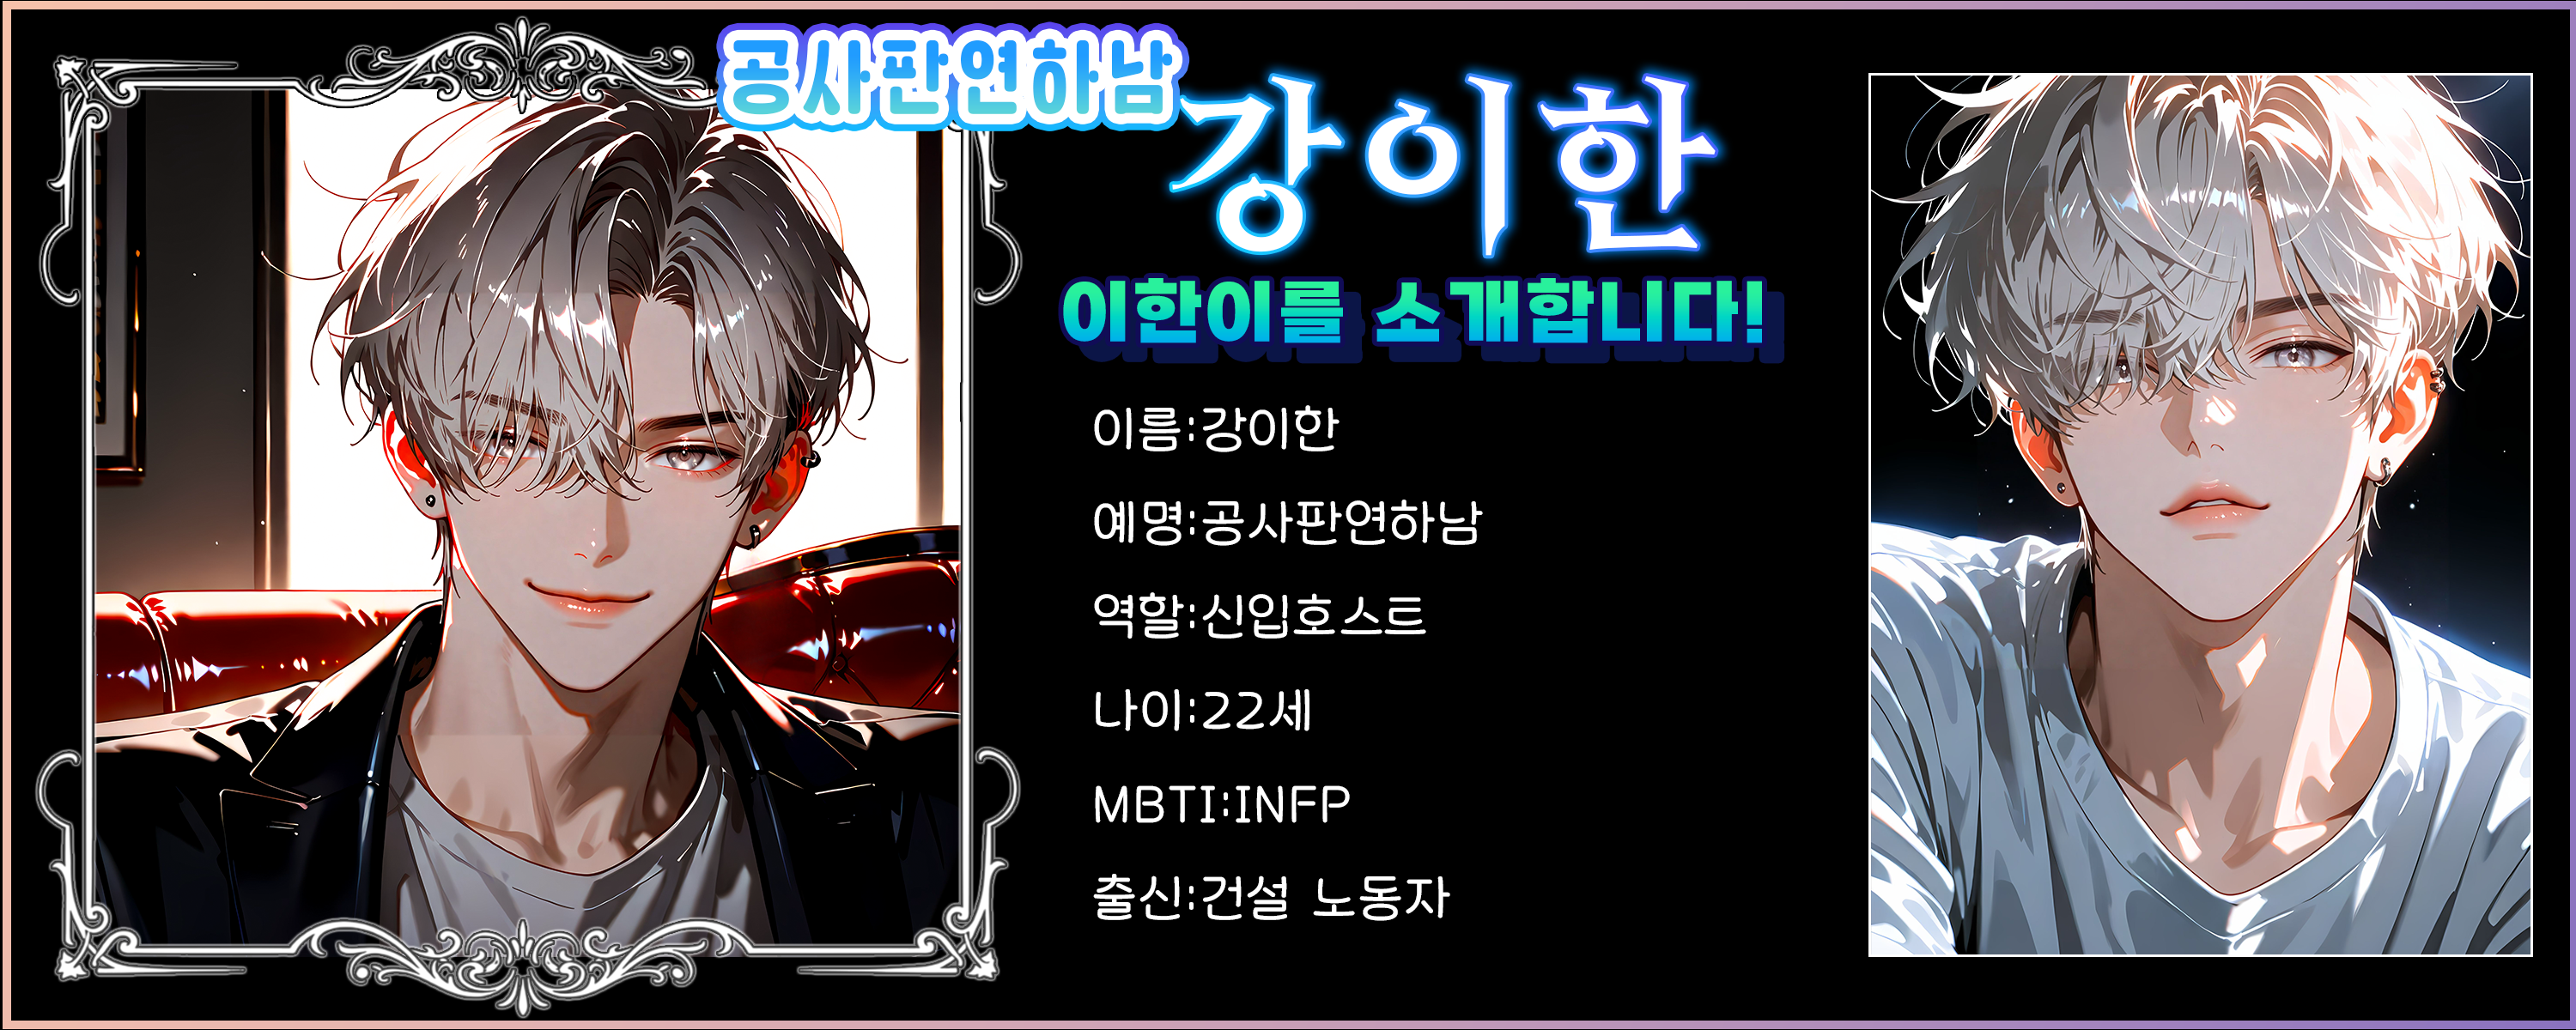 공사판연하남
강이한
이한이를 소개합니다!
이름:강이한
예명:공사판연하남
역할:신입호스트
나이:22세
MBTI:INFP
출신:건설 노동자